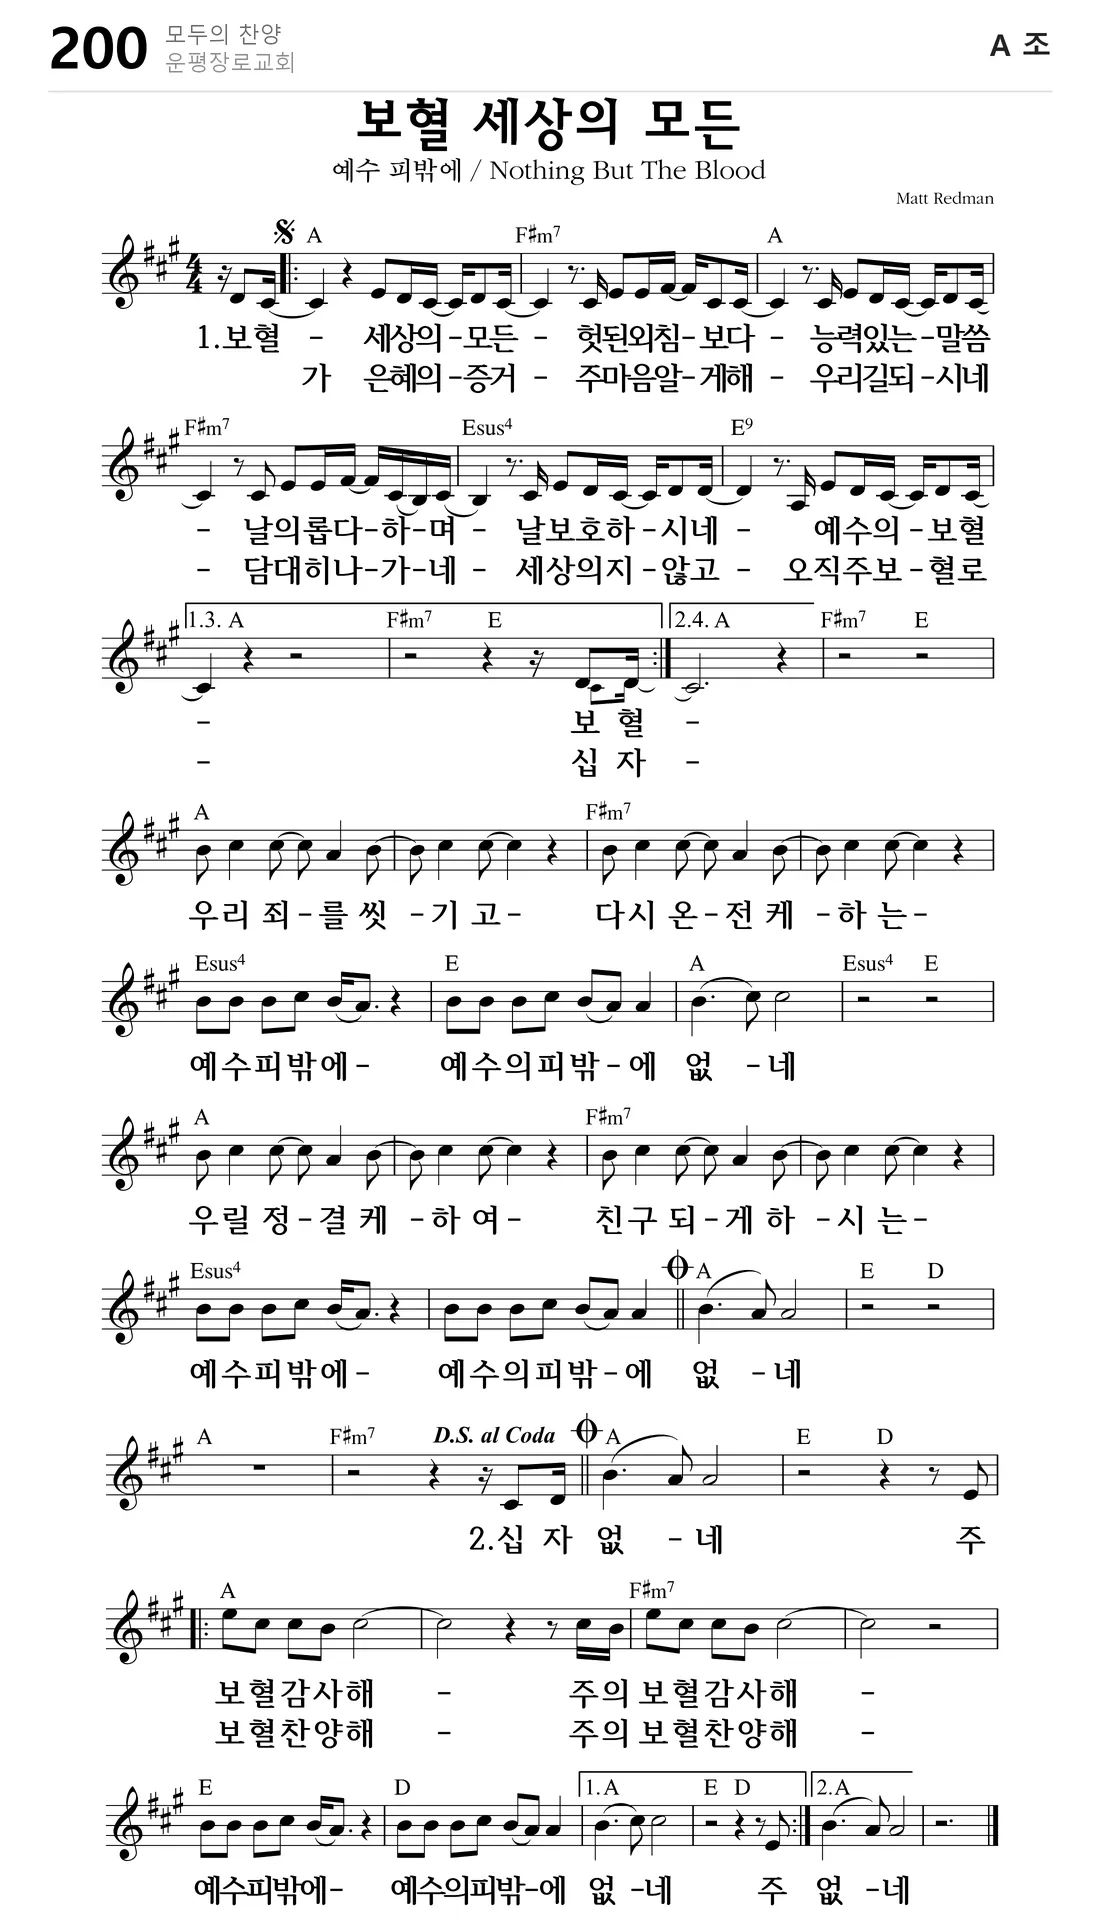 200 모두의 찬양
운평장로교회
A 조
보혈 세상의 모든
예수 피밖에 / Nothing But The Blood
Matt Redman
A F#m7 A
1.보혈 - 세상의-모든 - 헛된외침-보다 - 능력있는-말씀
가 은혜의-증거 - 주마음알-게해 - 우리길되-시네
F#m7 Esus4 E9
- 날의롭다-하-며 - 날보호하-시네 - 예수의-보혈
- 담대히나-가-네 - 세상의지-않고 - 오직주보-혈로
1.3. A F#m7 E 2.4. A F#m7 E
- 보 혈 -
- 십 자 -
A F#m7
우리 죄-를 씻 -기 고- 다시 온-전 케 -하 는-
Esus4 E A Esus4 E
예수피밖에- 예수의피밖-에 없 -네
A F#m7
우릴 정-결 케 -하 여- 친구 되-게 하 -시 는-
Esus4 A E D
예수피밖에- 예수의피밖-에 없 -네
A F#m7 D.S. al Coda A E D
2.십 자 없 -네 주
A F#m7
보혈감사해 - 주의 보혈감사해 -
보혈찬양해 - 주의 보혈찬양해 -
E D 1. A E D 2. A
예수피밖에- 예수의피밖-에 없 -네 주 없 -네